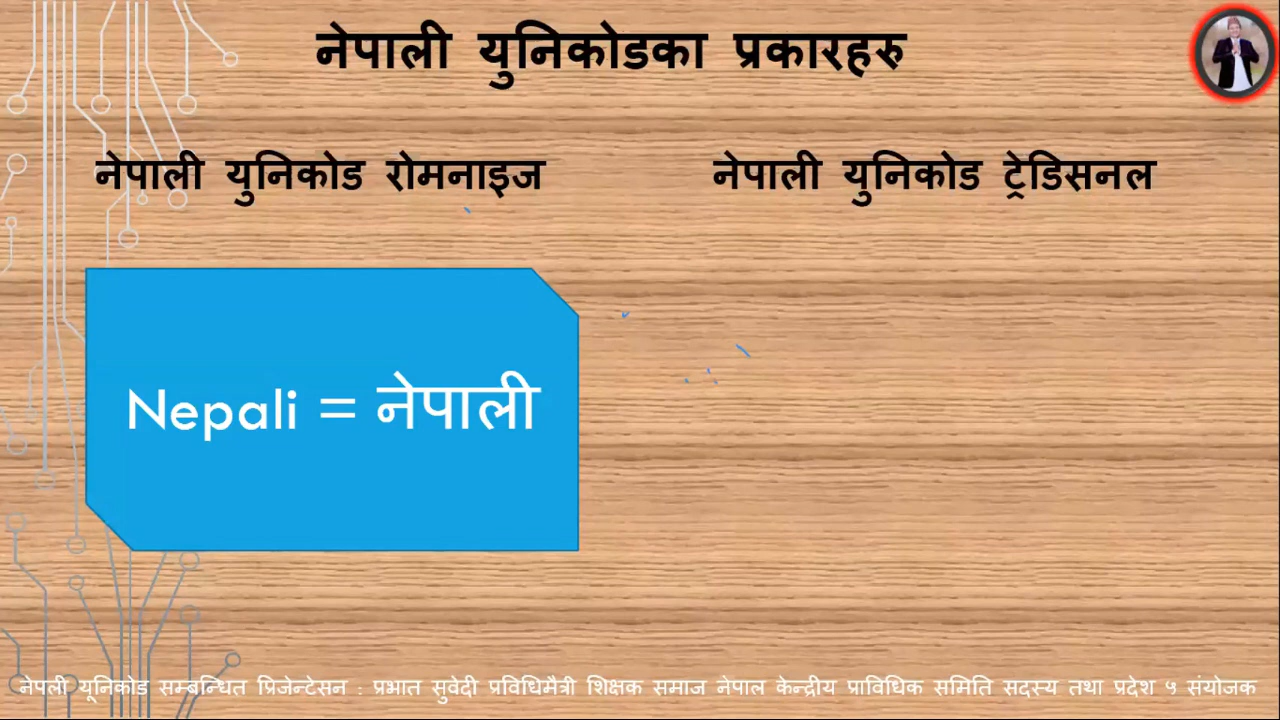 नेपाली युनिकोडका प्रकारहरु
नेपाली युनिकोड रोमनाइज
नेपाली युनिकोड ट्रेडिसनल
Nepali = नेपाली
नेपली यूनिकोड सम्बन्धित प्रिजेन्टेसन : प्रभात सुवेदी प्रविधिमैत्री शिक्षक समाज नेपाल केन्द्रीय प्राविधिक समिति सदस्य तथा प्रदेश ५ संयोजक